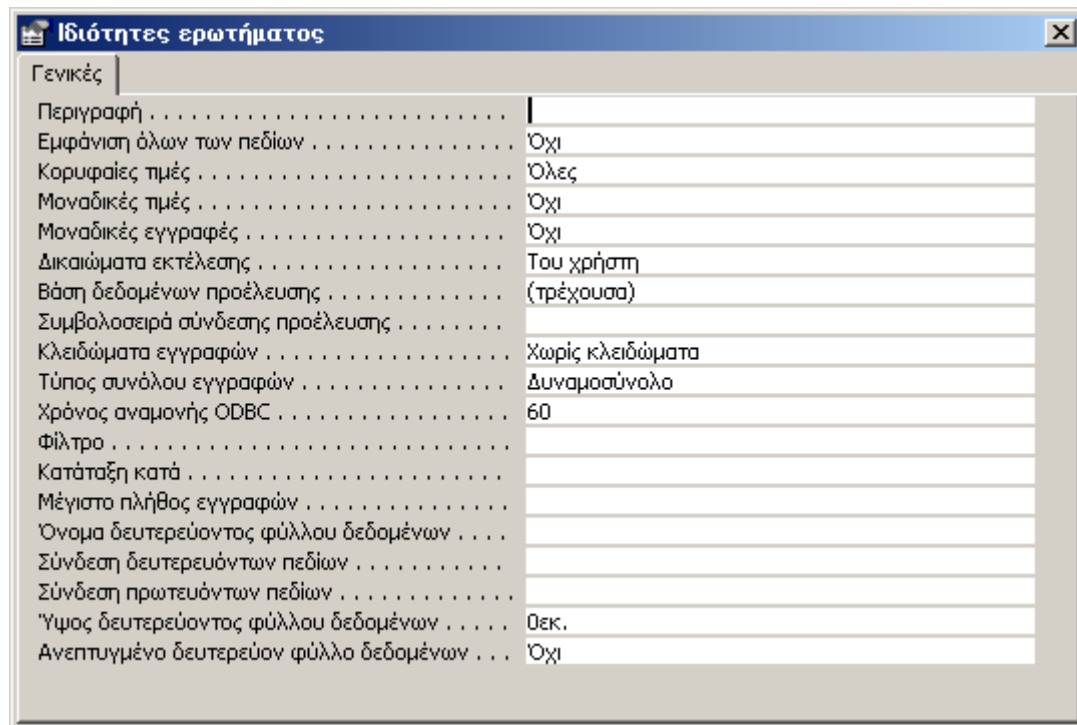 Ιδιότητες ερωτήματος
Γενικές
Περιγραφή . . . . . . . . . . . . . . . . . . . . . . . . . .
Εμφάνιση όλων των πεδίων . . . . . . . . . . . . . . . Όχι
Κορυφαίες τιμές . . . . . . . . . . . . . . . . . . . . . . . Όλες
Μοναδικές τιμές . . . . . . . . . . . . . . . . . . . . . . . Όχι
Μοναδικές εγγραφές . . . . . . . . . . . . . . . . . . . Όχι
Δικαιώματα εκτέλεσης . . . . . . . . . . . . . . . . . . Του χρήστη
Βάση δεδομένων προέλευσης . . . . . . . . . . . . . (τρέχουσα)
Συμβολοσειρά σύνδεσης προέλευσης . . . . . . . .
Κλειδώματα εγγραφών . . . . . . . . . . . . . . . . . . Χωρίς κλειδώματα
Τύπος συνόλου εγγραφών . . . . . . . . . . . . . . . Δυναμοσύνολο
Χρόνος αναμονής ODBC . . . . . . . . . . . . . . . . . 60
Φίλτρο . . . . . . . . . . . . . . . . . . . . . . . . . . . . .
Κατάταξη κατά . . . . . . . . . . . . . . . . . . . . . . .
Μέγιστο πλήθος εγγραφών . . . . . . . . . . . . . . .
Όνομα δευτερεύοντος φύλλου δεδομένων . . . .
Σύνδεση δευτερευόντων πεδίων . . . . . . . . . . .
Σύνδεση πρωτευόντων πεδίων . . . . . . . . . . . . .
Ύψος δευτερεύοντος φύλλου δεδομένων . . . . . 0εκ.
Ανεπτυγμένο δευτερεύον φύλλο δεδομένων . . . Όχι